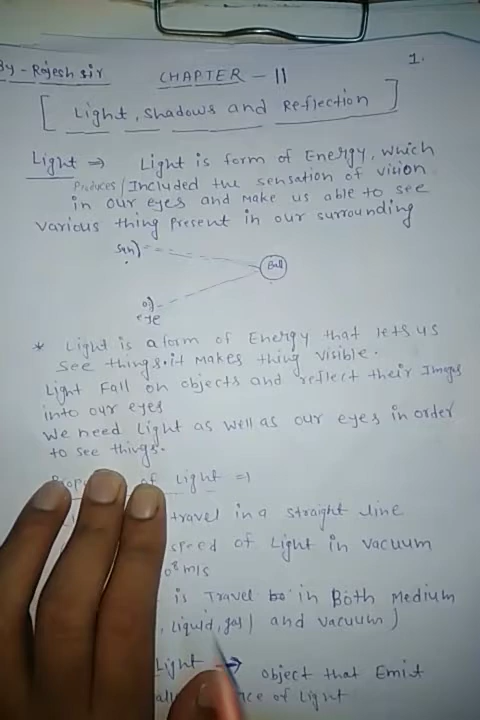 1.
By - Rajesh sir CHAPTER - 11
[ Light, shadows and Reflection ]
Light ⇒ Light is form of Energy, which
Produces / Included the sensation of vision
in our eyes and make us able to see
various thing present in our surrounding
sun
Ball
eye
* Light is a form of Energy that lets us
see things. it makes thing visible.
Light Fall on objects and reflect their Images
into our eyes
We need Light as well as our eyes in order
to see things.
of Light ⇒
travel in a straight line
speed of Light in vacuum
m/s
is Travel in Both Medium
, Liquid, gas) and vacuum)
Light → object that Emit
of Light